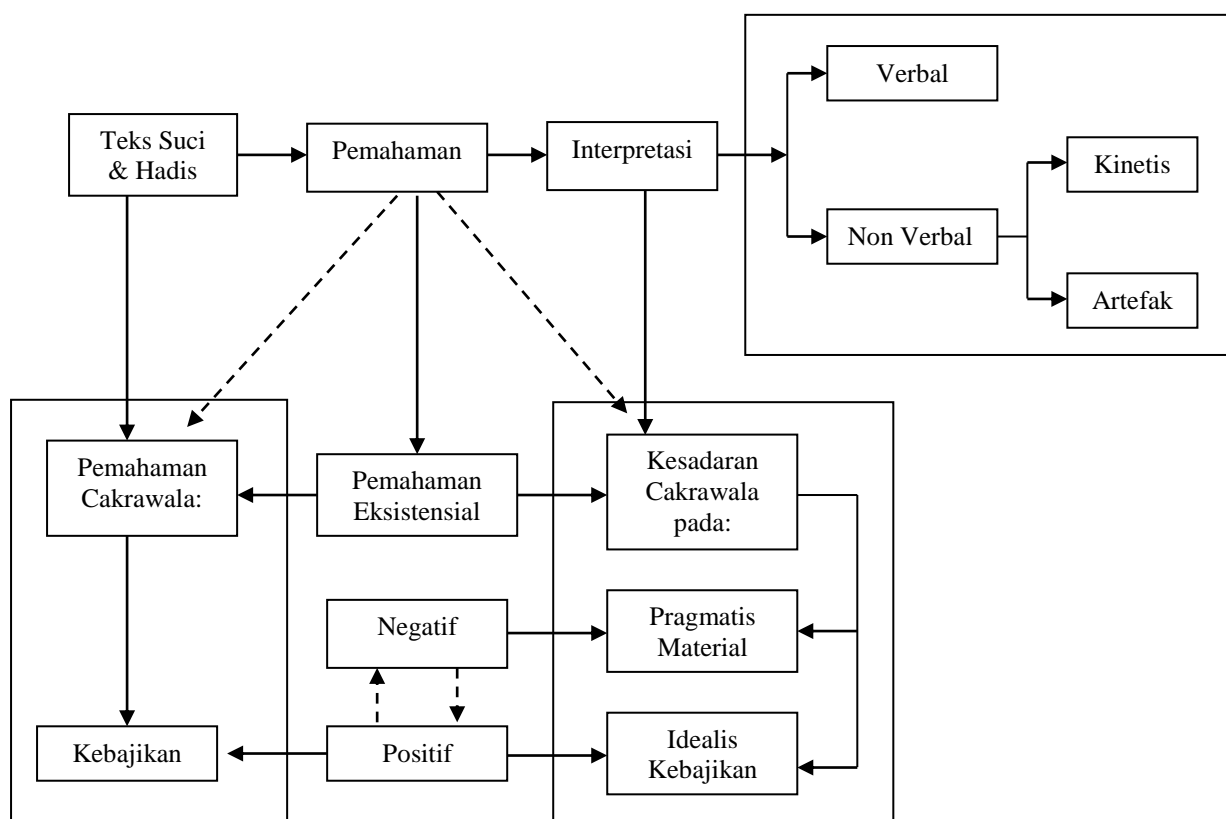 Verbal
Teks Suci
& Hadis
Pemahaman
Interpretasi
Kinetis
Non Verbal
Artefak
Pemahaman
Cakrawala:
Pemahaman
Eksistensial
Kesadaran
Cakrawala
pada:
Negatif
Pragmatis
Material
Kebajikan
Positif
Idealis
Kebajikan